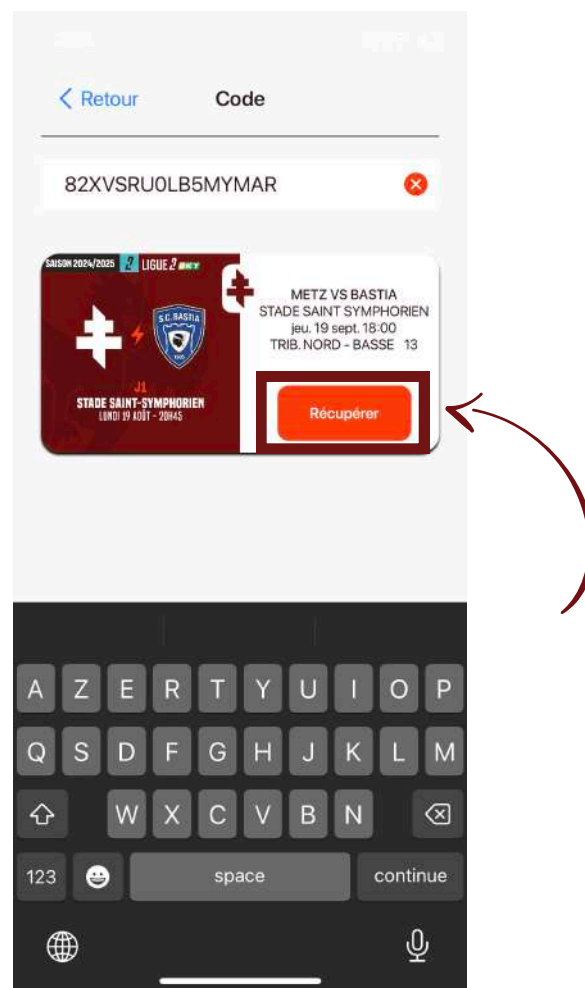 Retour
Code
82XVSRU0LB5MYMAR
SAISON 2024/2025
LIGUE 2 BKT
S.C. BASTIA
J1
STADE SAINT-SYMPHORIEN
LUNDI 19 AOÛT - 20H45
METZ VS BASTIA
STADE SAINT SYMPHORIEN
jeu. 19 sept. 18:00
TRIB. NORD - BASSE 13
Récupérer
A Z E R T Y U I O P
Q S D F G H J K L M
W X C V B N
123
space
continue